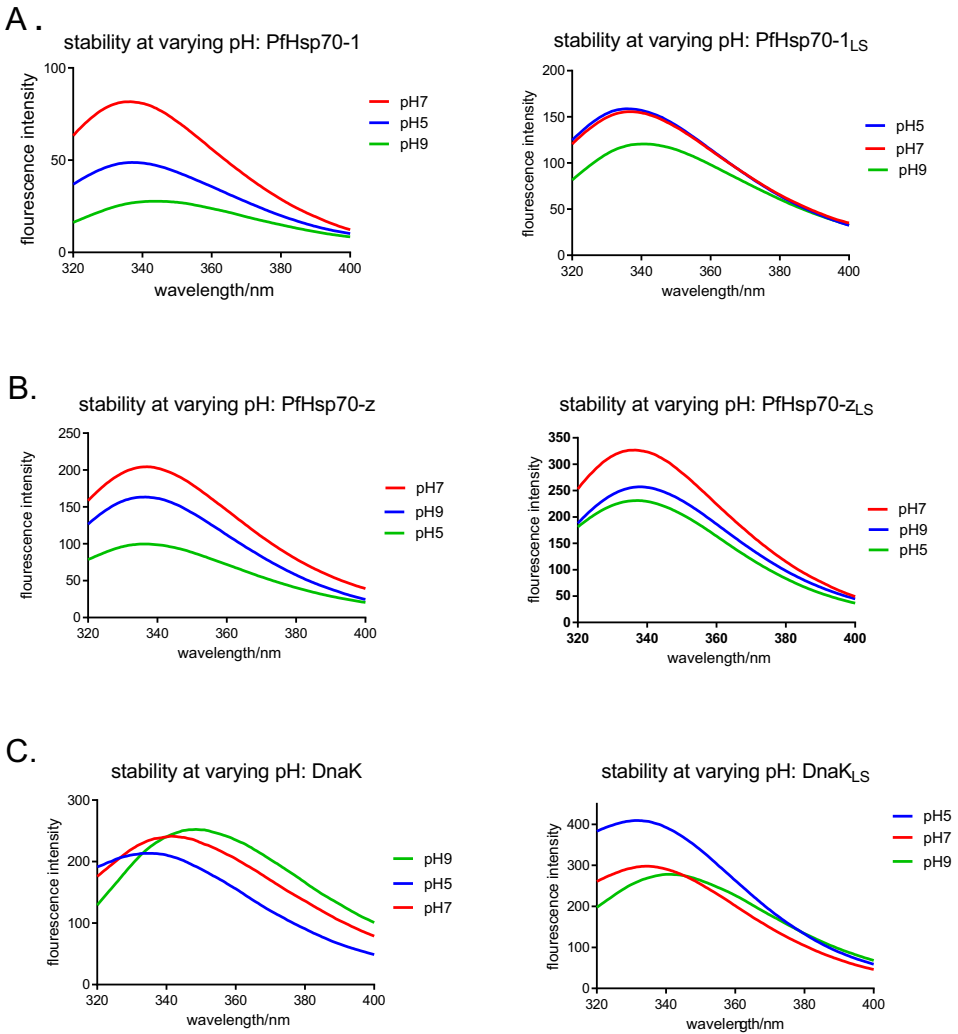 A.
stability at varying pH: PfHsp70-1
flourescence intensity
100
50
0
320 340 360 380 400
wavelength/nm
pH7
pH5
pH9
stability at varying pH: PfHsp70-1LS
flourescence intensity
200
150
100
50
0
320 340 360 380 400
wavelength/nm
pH5
pH7
pH9
B.
stability at varying pH: PfHsp70-z
flourescence intensity
250
200
150
100
50
0
320 340 360 380 400
wavelength/nm
pH7
pH9
pH5
stability at varying pH: PfHsp70-zLS
flourescence intensity
350
300
250
200
150
100
50
0
320 340 360 380 400
wavelength/nm
pH7
pH9
pH5
C.
stability at varying pH: DnaK
flourescence intensity
300
200
100
0
320 340 360 380 400
wavelength/nm
pH9
pH5
pH7
stability at varying pH: DnaKLS
flourescence intensity
400
300
200
100
0
320 340 360 380 400
wavelength/nm
pH5
pH7
pH9